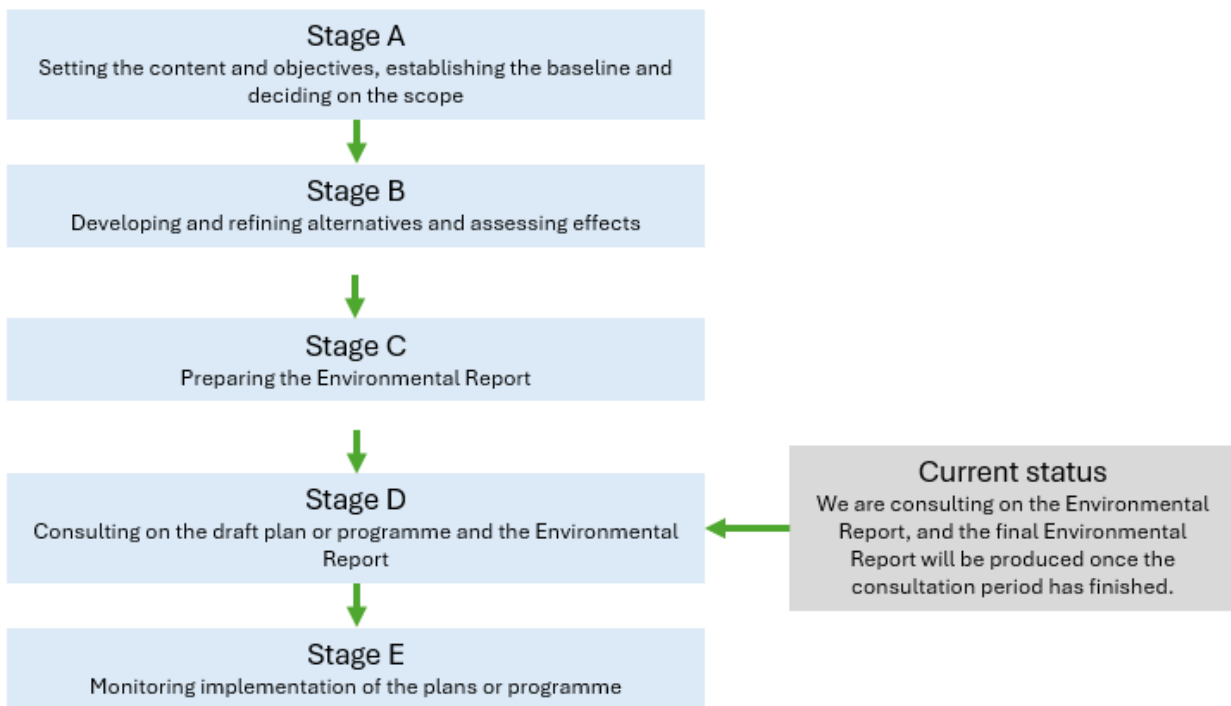 Stage A
Setting the content and objectives, establishing the baseline and
deciding on the scope
Stage B
Developing and refining alternatives and assessing effects
Stage C
Preparing the Environmental Report
Stage D
Consulting on the draft plan or programme and the Environmental
Report
Current status
We are consulting on the Environmental
Report, and the final Environmental
Report will be produced once the
consultation period has finished.
Stage E
Monitoring implementation of the plans or programme